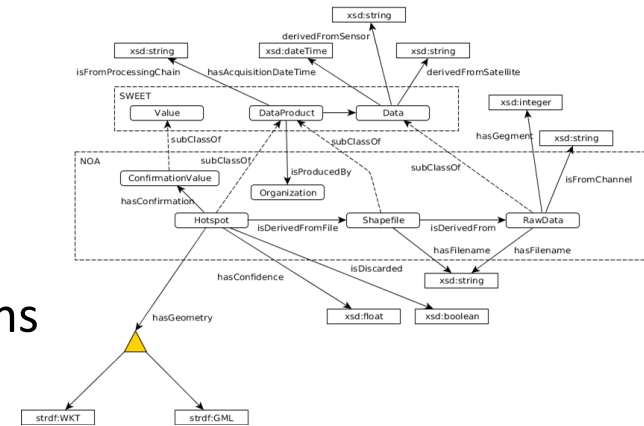 xsd:string
derivedFromSensor
xsd:string
xsd:dateTime
xsd:string
isFromProcessingChain
hasAcquisitionDateTime
derivedFromSatellite
SWEET
Value
DataProduct
Data
xsd:integer
subClassOf
subClassOf
hasGegment
xsd:string
NOA
subClassOf
subClassOf
isFromChannel
ConfirmationValue
isProducedBy
Organization
hasConfirmation
Hotspot
isDerivedFromFile
Shapefile
isDerivedFrom
RawData
hasFilename
hasFilename
isDiscarded
hasConfidence
xsd:string
ns
hasGeometry
xsd:float
xsd:boolean
strdf:WKT
strdf:GML